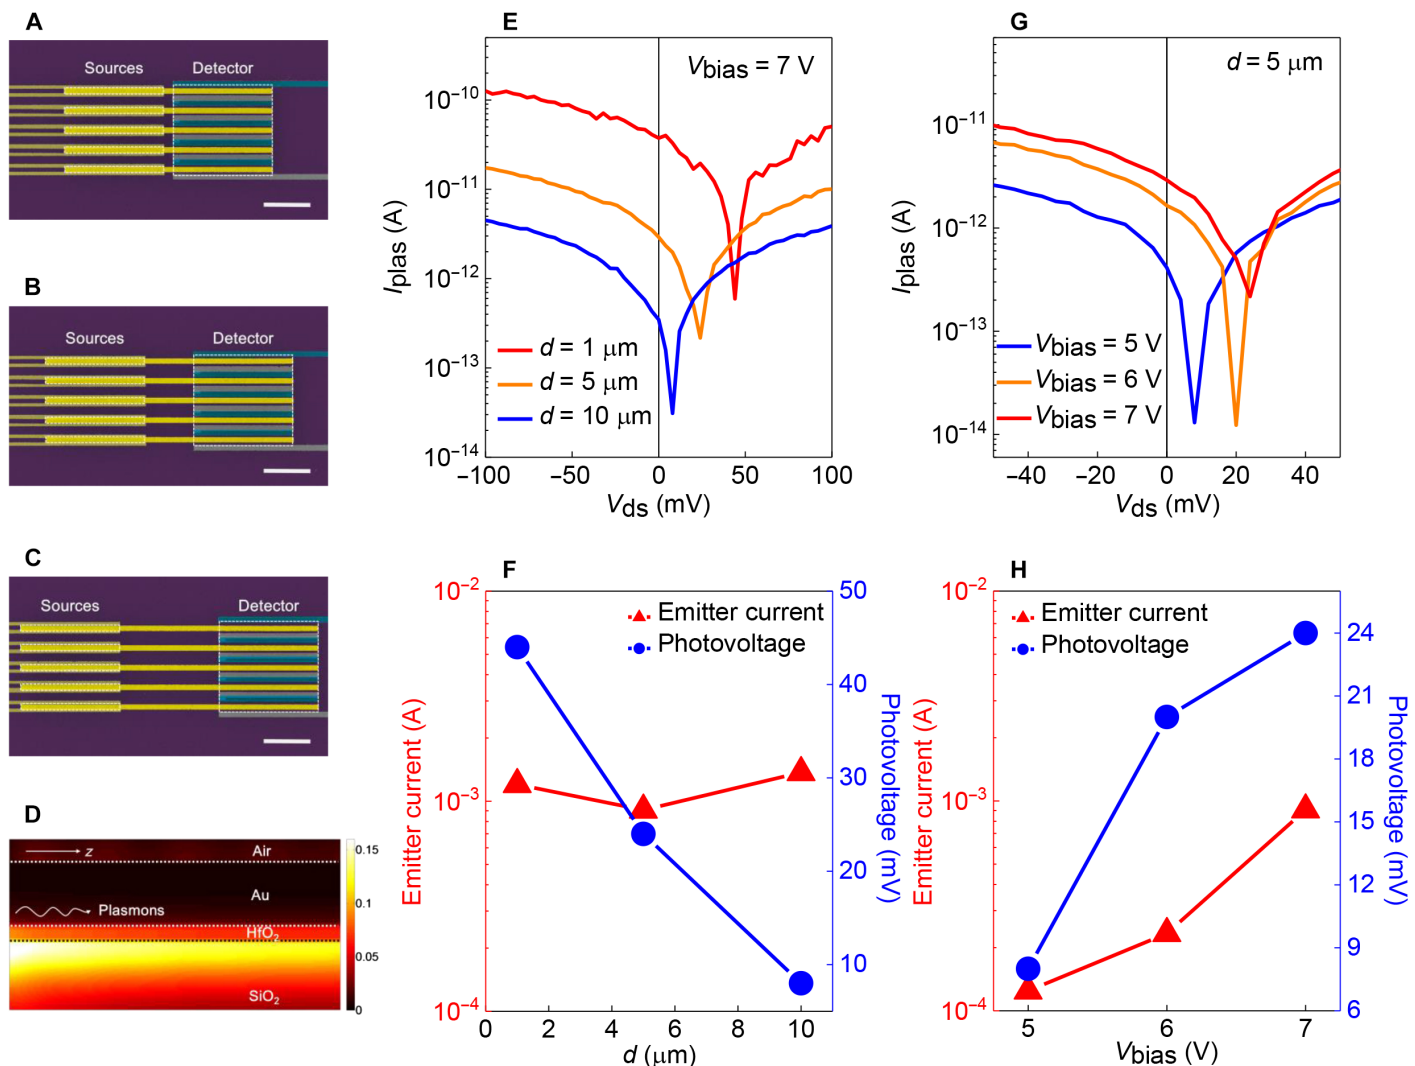 A
Sources Detector
B
Sources Detector
C
Sources Detector
D
z
Air
Au
Plasmons
HfO₂
SiO₂
0.15
0.1
0.05
0
E
Vbias = 7 V
10⁻¹⁰
10⁻¹¹
10⁻¹²
10⁻¹³
10⁻¹⁴
Iplas (A)
d = 1 μm
d = 5 μm
d = 10 μm
−100 −50 0 50 100
Vds (mV)
F
Emitter current
Photovoltage
10⁻²
10⁻³
10⁻⁴
Emitter current (A)
50
40
30
20
10
Photovoltage (mV)
0 2 4 6 8 10
d (μm)
G
d = 5 μm
10⁻¹¹
10⁻¹²
10⁻¹³
10⁻¹⁴
Iplas (A)
Vbias = 5 V
Vbias = 6 V
Vbias = 7 V
−40 −20 0 20 40
Vds (mV)
H
Emitter current
Photovoltage
10⁻²
10⁻³
10⁻⁴
Emitter current (A)
24
21
18
15
12
9
6
Photovoltage (mV)
5 6 7
Vbias (V)